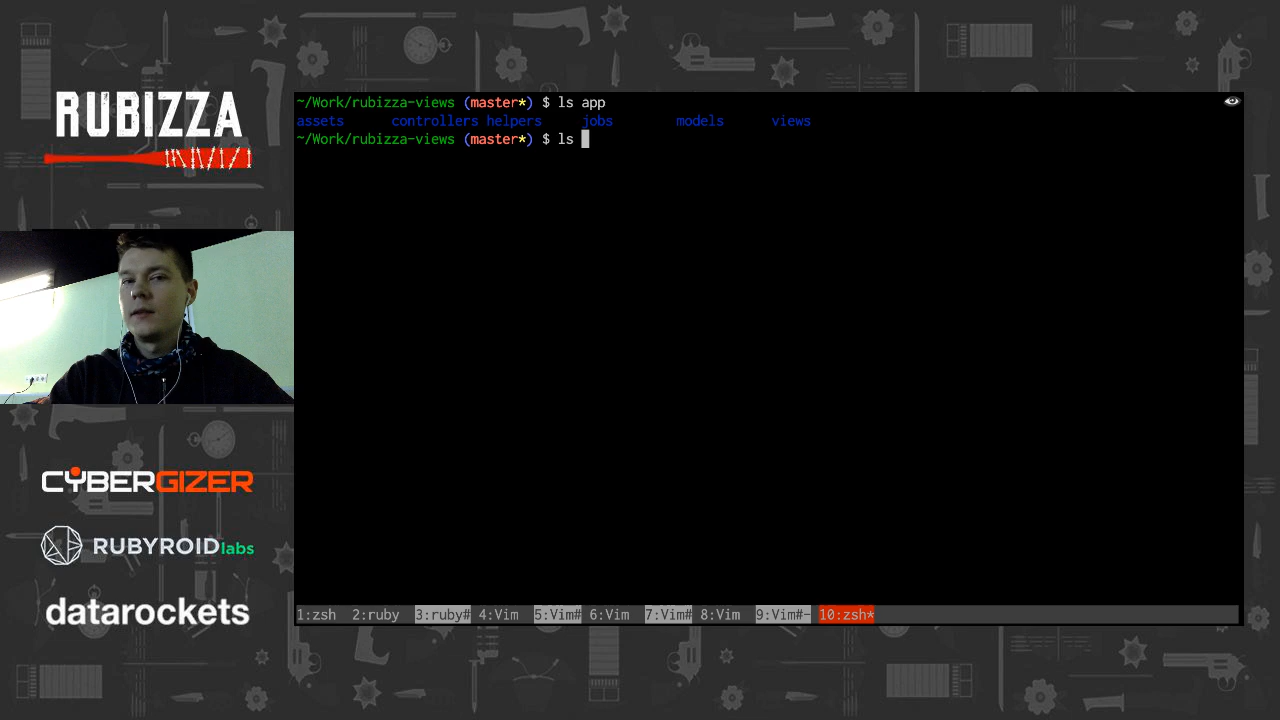 RUBIZZA
~/Work/rubizza-views (master*) $ ls app
assets controllers helpers jobs models views
~/Work/rubizza-views (master*) $ ls
CYBERGIZER
RUBYROID labs
datarockets
1:zsh 2:ruby 3:ruby# 4:Vim 5:Vim# 6:Vim 7:Vim# 8:Vim 9:Vim#- 10:zsh*